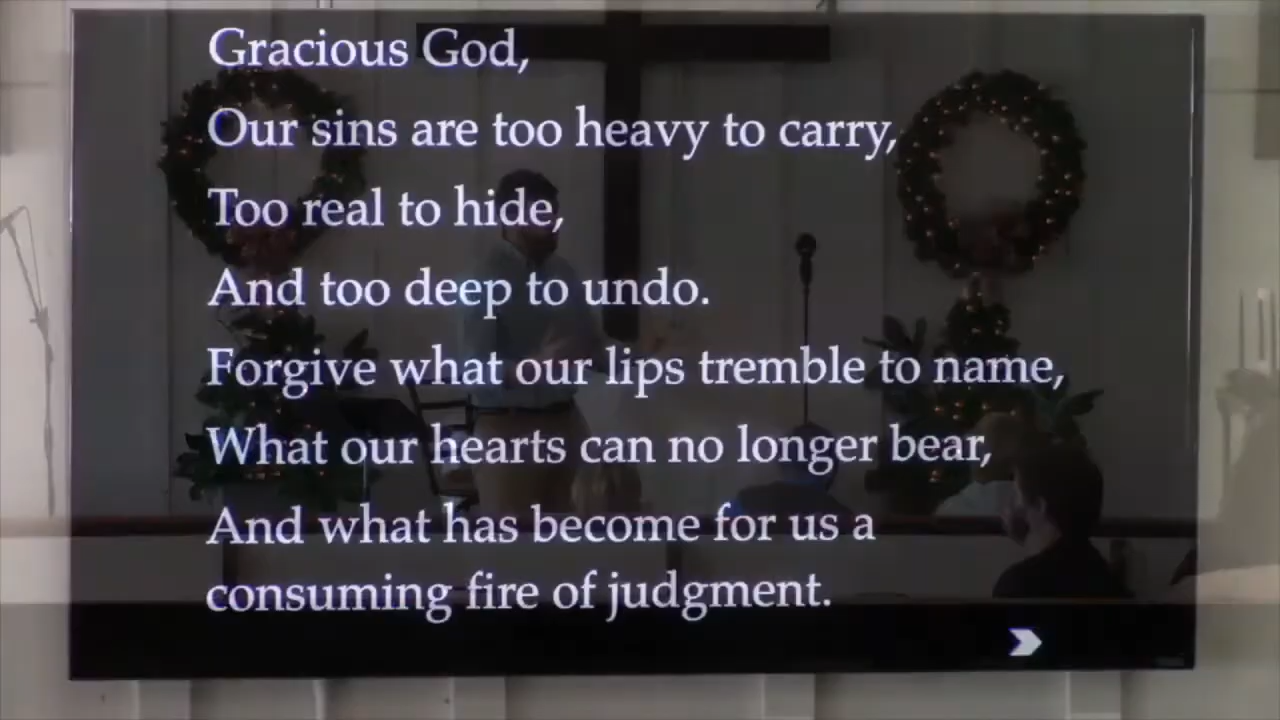 Gracious God,
Our sins are too heavy to carry,
Too real to hide,
And too deep to undo.
Forgive what our lips tremble to name,
What our hearts can no longer bear,
And what has become for us a
consuming fire of judgment.